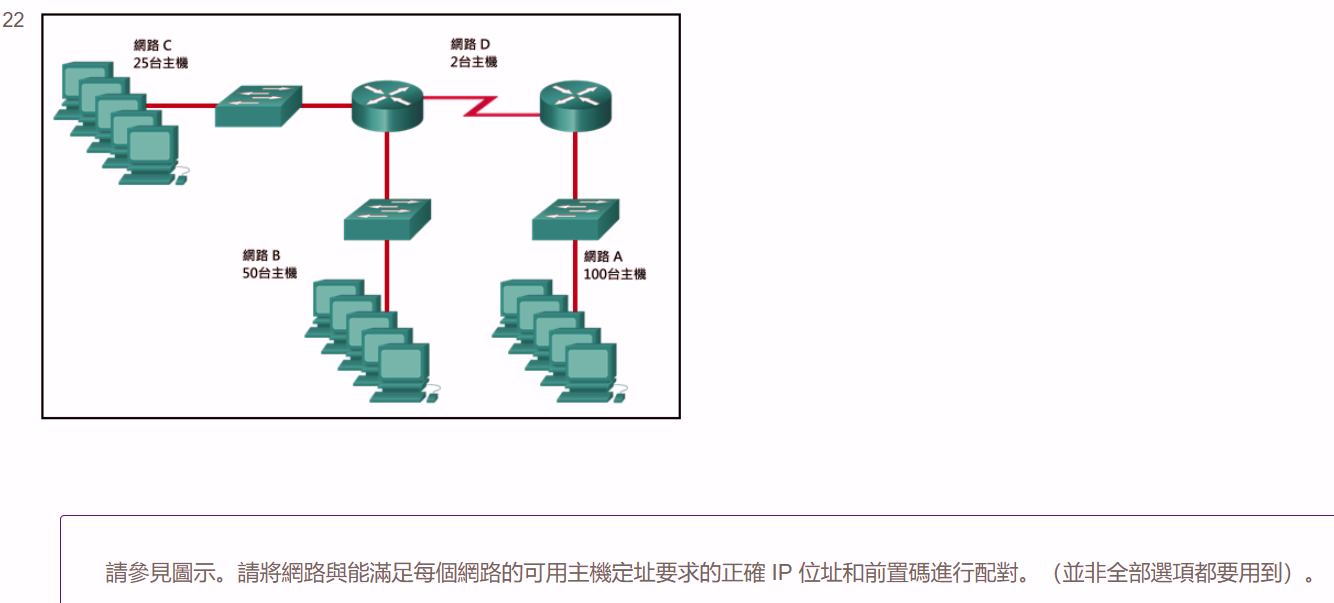 22
網路 C
25台主機
網路 D
2台主機
網路 B
50台主機
網路 A
100台主機
請參見圖示。請將網路與能滿足每個網路的可用主機定址要求的正確 IP 位址和前置碼進行配對。（並非全部選項都要用到）。